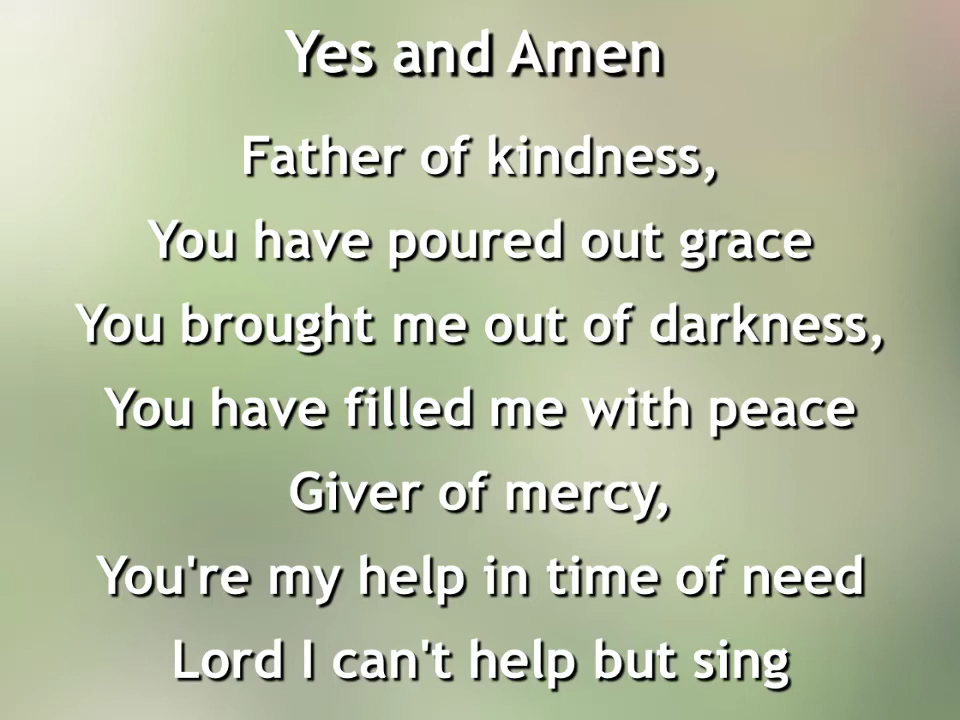 Yes and Amen
Father of kindness,
You have poured out grace
You brought me out of darkness,
You have filled me with peace
Giver of mercy,
You're my help in time of need
Lord I can't help but sing